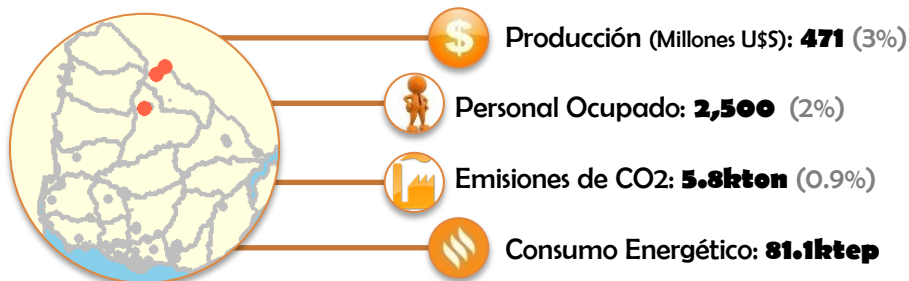 $
Producción (Millones U$S): 471 (3%)
Personal Ocupado: 2,500 (2%)
Emisiones de CO2: 5.8kton (0.9%)
Consumo Energético: 81.1ktep